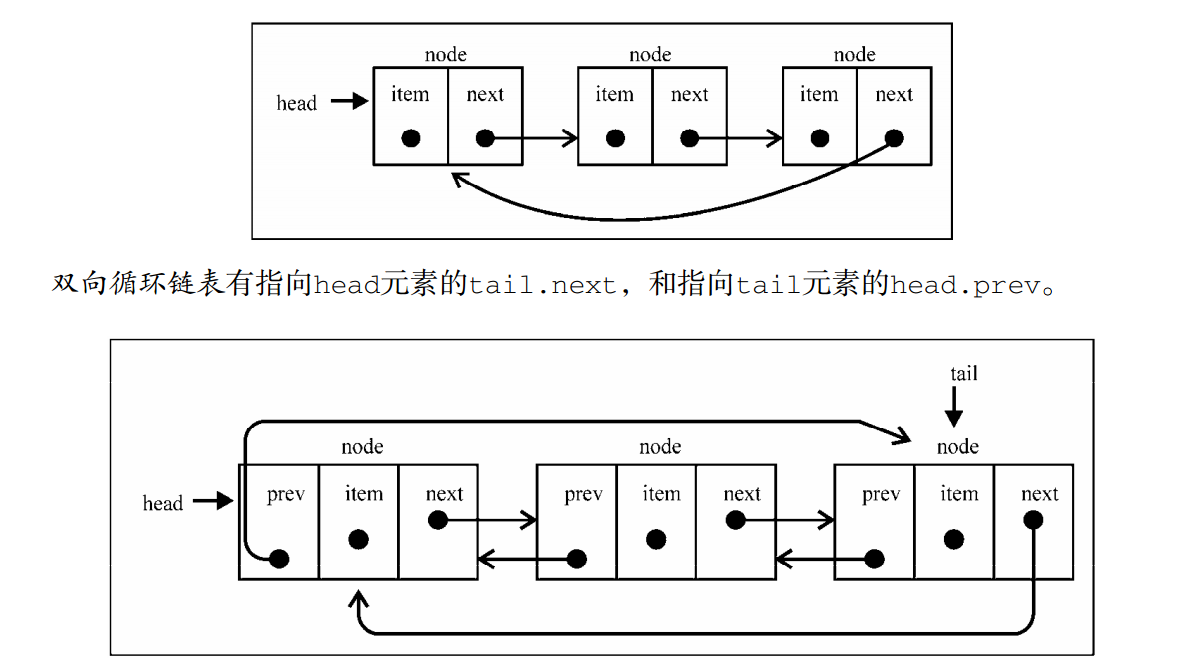 node node node
head item next item next item next
双向循环链表有指向head元素的tail.next，和指向tail元素的head.prev。
tail
node node node
head prev item next prev item next prev item next